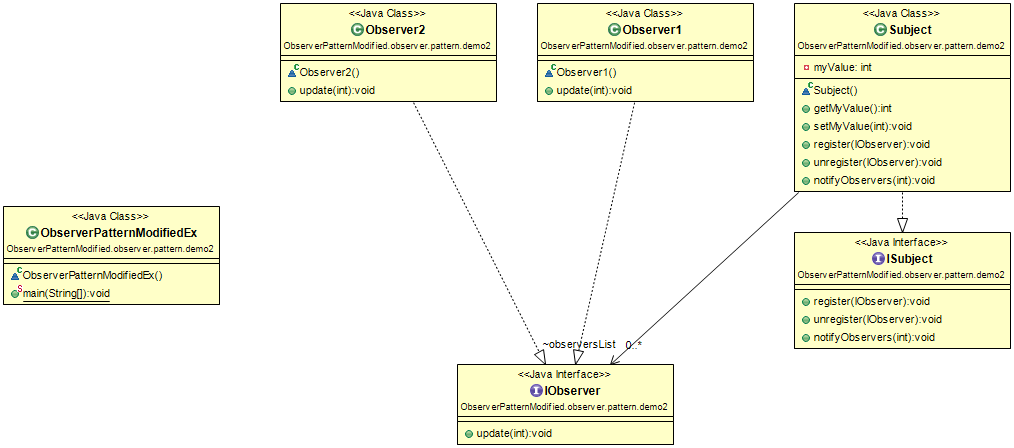 <<Java Class>>
Observer2
ObserverPatternModified.observer.pattern.demo2
Observer2()
update(int):void
<<Java Class>>
Observer1
ObserverPatternModified.observer.pattern.demo2
Observer1()
update(int):void
<<Java Class>>
Subject
ObserverPatternModified.observer.pattern.demo2
myValue: int
Subject()
getMyValue():int
setMyValue(int):void
register(IObserver):void
unregister(IObserver):void
notifyObservers(int):void
<<Java Class>>
ObserverPatternModifiedEx
ObserverPatternModified.observer.pattern.demo2
ObserverPatternModifiedEx()
main(String[]):void
<<Java Interface>>
ISubject
ObserverPatternModified.observer.pattern.demo2
register(IObserver):void
unregister(IObserver):void
notifyObservers(int):void
~observersList 0..*
<<Java Interface>>
IObserver
ObserverPatternModified.observer.pattern.demo2
update(int):void